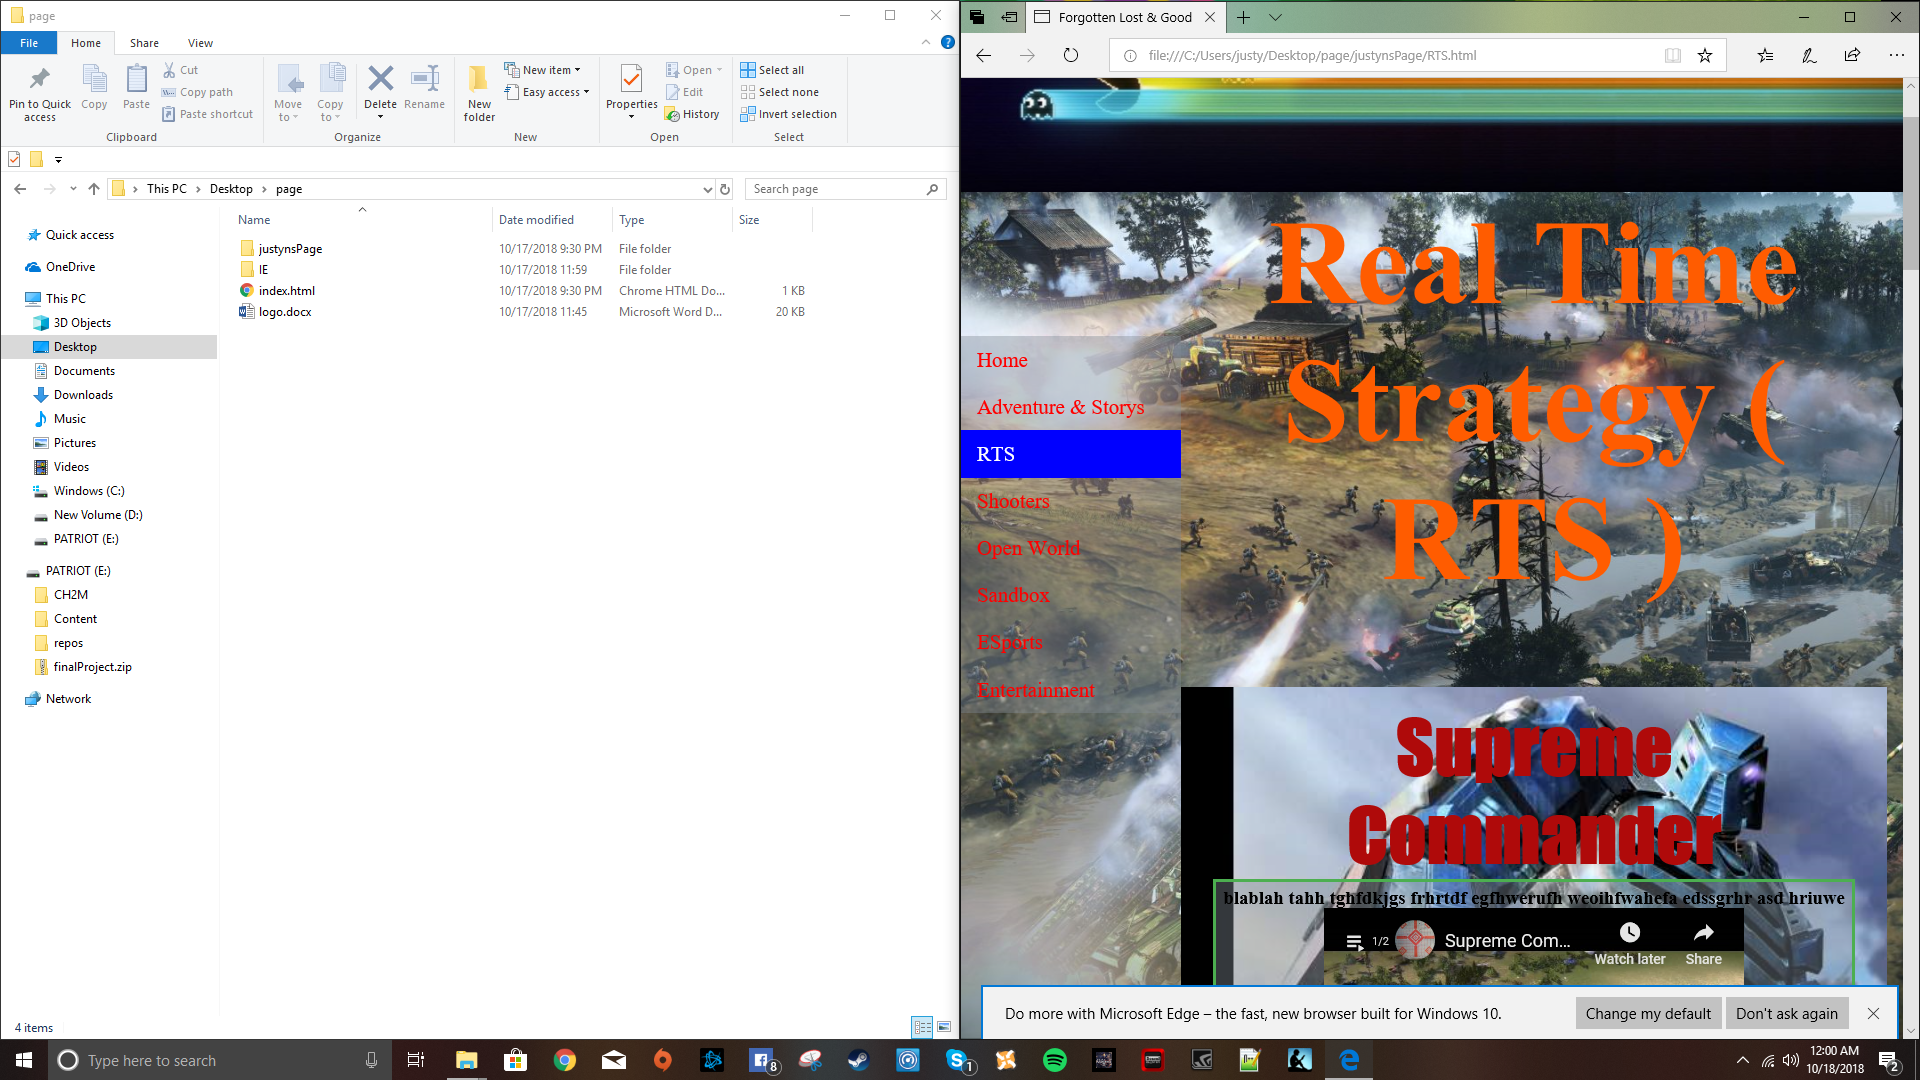 page
File Home Share View
Pin to Quick access
Copy
Paste
Cut
Copy path
Paste shortcut
Clipboard
Move to
Copy to
Delete
Rename
Organize
New folder
New item
Easy access
New
Properties
Open
Edit
History
Open
Select all
Select none
Invert selection
Select
This PC > Desktop > page
Search page
Name Date modified Type Size
justynsPage 10/17/2018 9:30 PM File folder
IE 10/17/2018 11:59 File folder
index.html 10/17/2018 9:30 PM Chrome HTML Do... 1 KB
logo.docx 10/17/2018 11:45 Microsoft Word D... 20 KB
Quick access
OneDrive
This PC
3D Objects
Desktop
Documents
Downloads
Music
Pictures
Videos
Windows (C:)
New Volume (D:)
PATRIOT (E:)
PATRIOT (E:)
CH2M
Content
repos
finalProject.zip
Network
4 items
Forgotten Lost & Good
file:///C:/Users/justy/Desktop/page/justynsPage/RTS.html
Real Time
Strategy (
RTS )
Home
Adventure & Storys
RTS
Shooters
Open World
Sandbox
ESports
Entertainment
Supreme
Commander
blablah tahh tghfdkjgs frhrtdf egfhwerufh weoihfwahefa edssgrhr asd hriuwe
1/2 Supreme Com...
Watch later
Share
Do more with Microsoft Edge – the fast, new browser built for Windows 10.
Change my default
Don't ask again
Type here to search
8
1
12:00 AM
10/18/2018
2